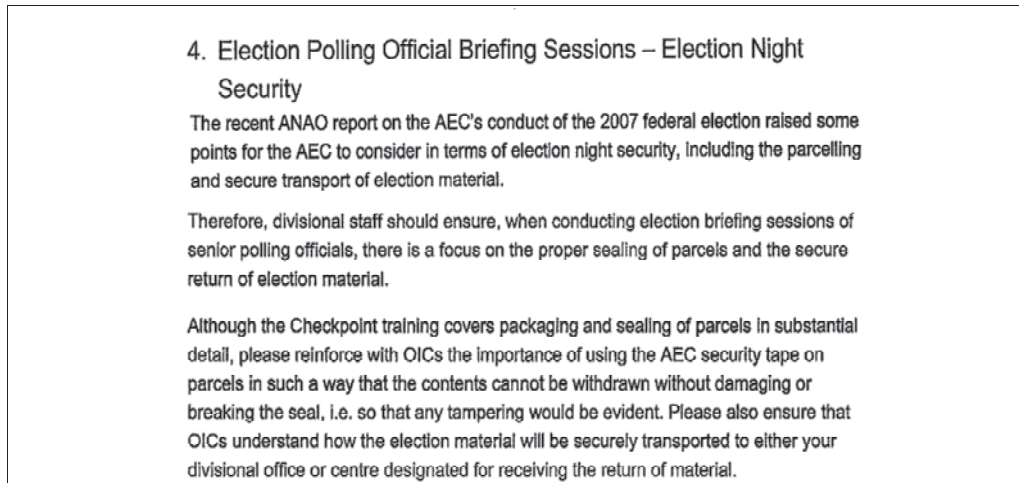 4. Election Polling Official Briefing Sessions – Election Night
Security
The recent ANAO report on the AEC's conduct of the 2007 federal election raised some
points for the AEC to consider in terms of election night security, including the parcelling
and secure transport of election material.
Therefore, divisional staff should ensure, when conducting election briefing sessions of
senior polling officials, there is a focus on the proper sealing of parcels and the secure
return of election material.
Although the Checkpoint training covers packaging and sealing of parcels in substantial
detail, please reinforce with OICs the importance of using the AEC security tape on
parcels in such a way that the contents cannot be withdrawn without damaging or
breaking the seal, i.e. so that any tampering would be evident. Please also ensure that
OICs understand how the election material will be securely transported to either your
divisional office or centre designated for receiving the return of material.